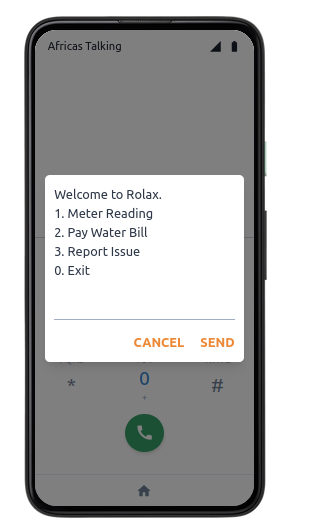 Africas Talking
Welcome to Rolax.
1. Meter Reading
2. Pay Water Bill
3. Report Issue
0. Exit
CANCEL SEND
* 0 #
+